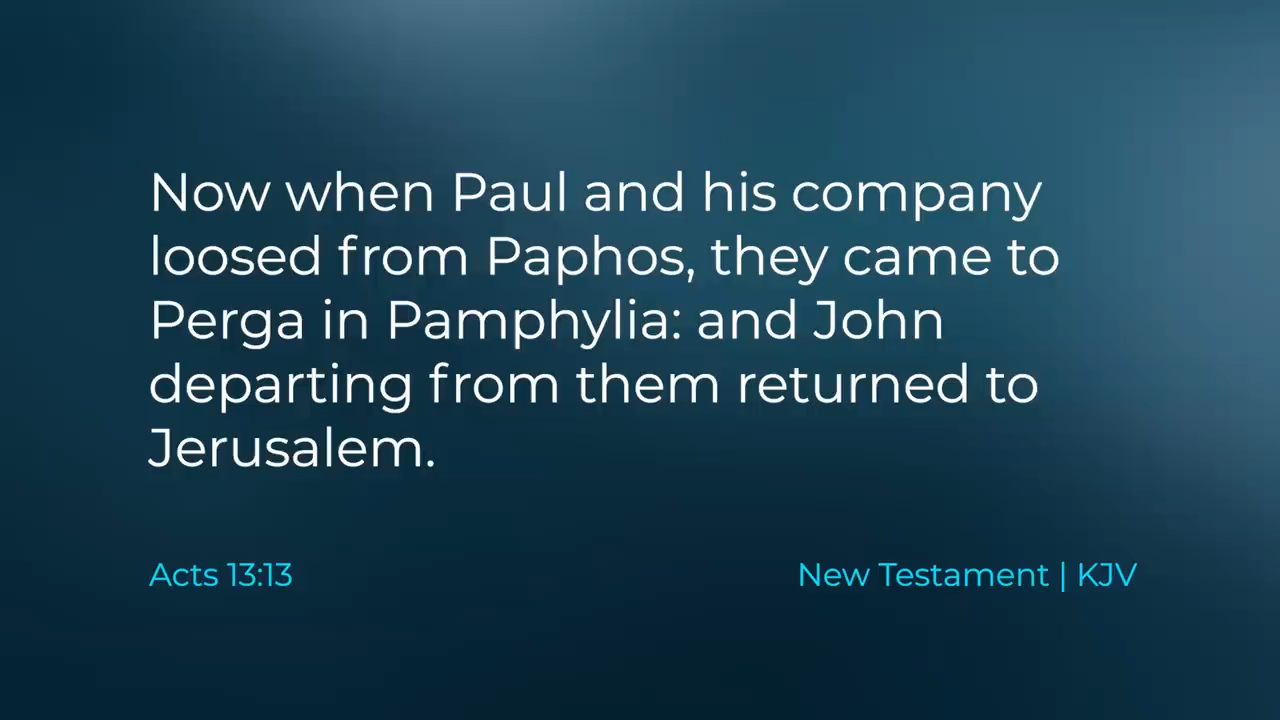 Now when Paul and his company
loosed from Paphos, they came to
Perga in Pamphylia: and John
departing from them returned to
Jerusalem.
Acts 13:13
New Testament | KJV